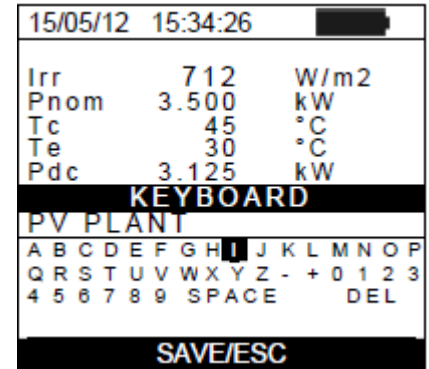 15/05/12 15:34:26
Irr 712 W/m2
Pnom 3.500 kW
Tc 45 °C
Te 30 °C
Pdc 3.125 kW
KEYBOARD
PV PLANT
A B C D E F G H I J K L M N O P
Q R S T U V W X Y Z - + 0 1 2 3
4 5 6 7 8 9 SPACE DEL
SAVE/ESC